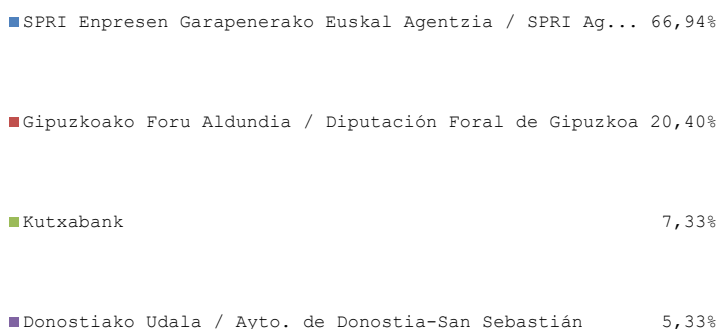 SPRI Enpresen Garapenerako Euskal Agentzia / SPRI Ag... 66,94%
Gipuzkoako Foru Aldundia / Diputación Foral de Gipuzkoa 20,40%
Kutxabank 7,33%
Donostiako Udala / Ayto. de Donostia-San Sebastián 5,33%